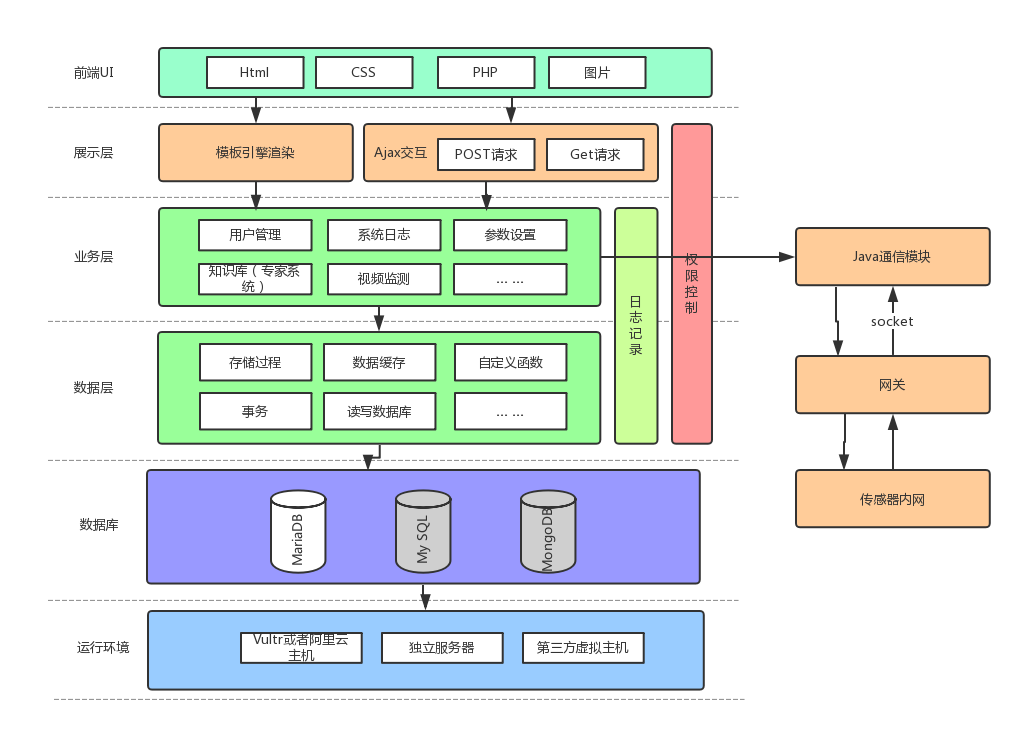 前端UI
Html
CSS
PHP
图片
展示层
模板引擎渲染
Ajax交互
POST请求
Get请求
业务层
用户管理
系统日志
参数设置
知识库（专家系
统）
视频监测
... ...
日志记录
权限控制
Java通信模块
socket
网关
传感器内网
数据层
存储过程
数据缓存
自定义函数
事务
读写数据库
... ...
数据库
MariaDB
My SQL
MongoDB
运行环境
Vultr或者阿里云
主机
独立服务器
第三方虚拟主机